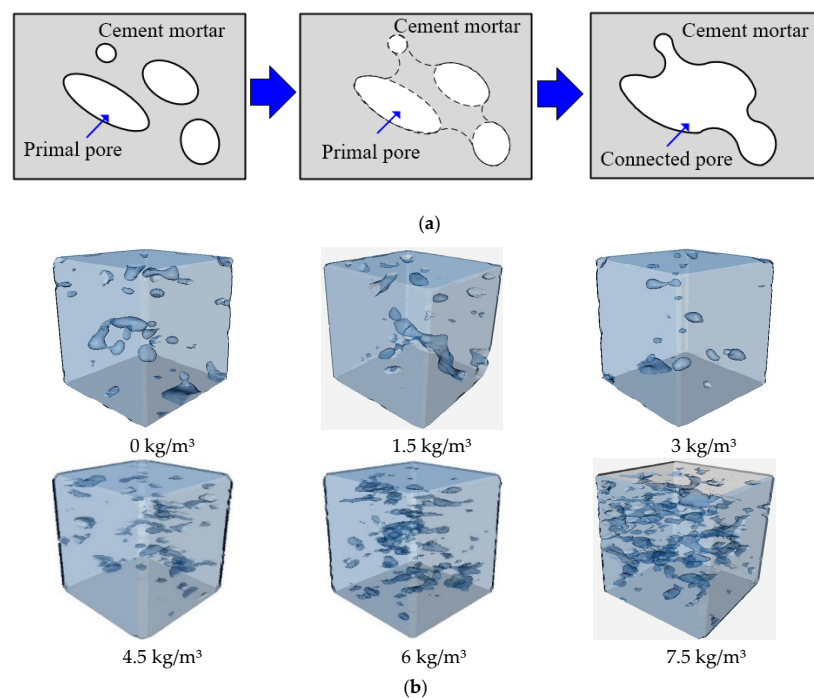 Cement mortar
Primal pore
Cement mortar
Primal pore
Cement mortar
Connected pore
(a)
0 kg/m³
1.5 kg/m³
3 kg/m³
4.5 kg/m³
6 kg/m³
7.5 kg/m³
(b)